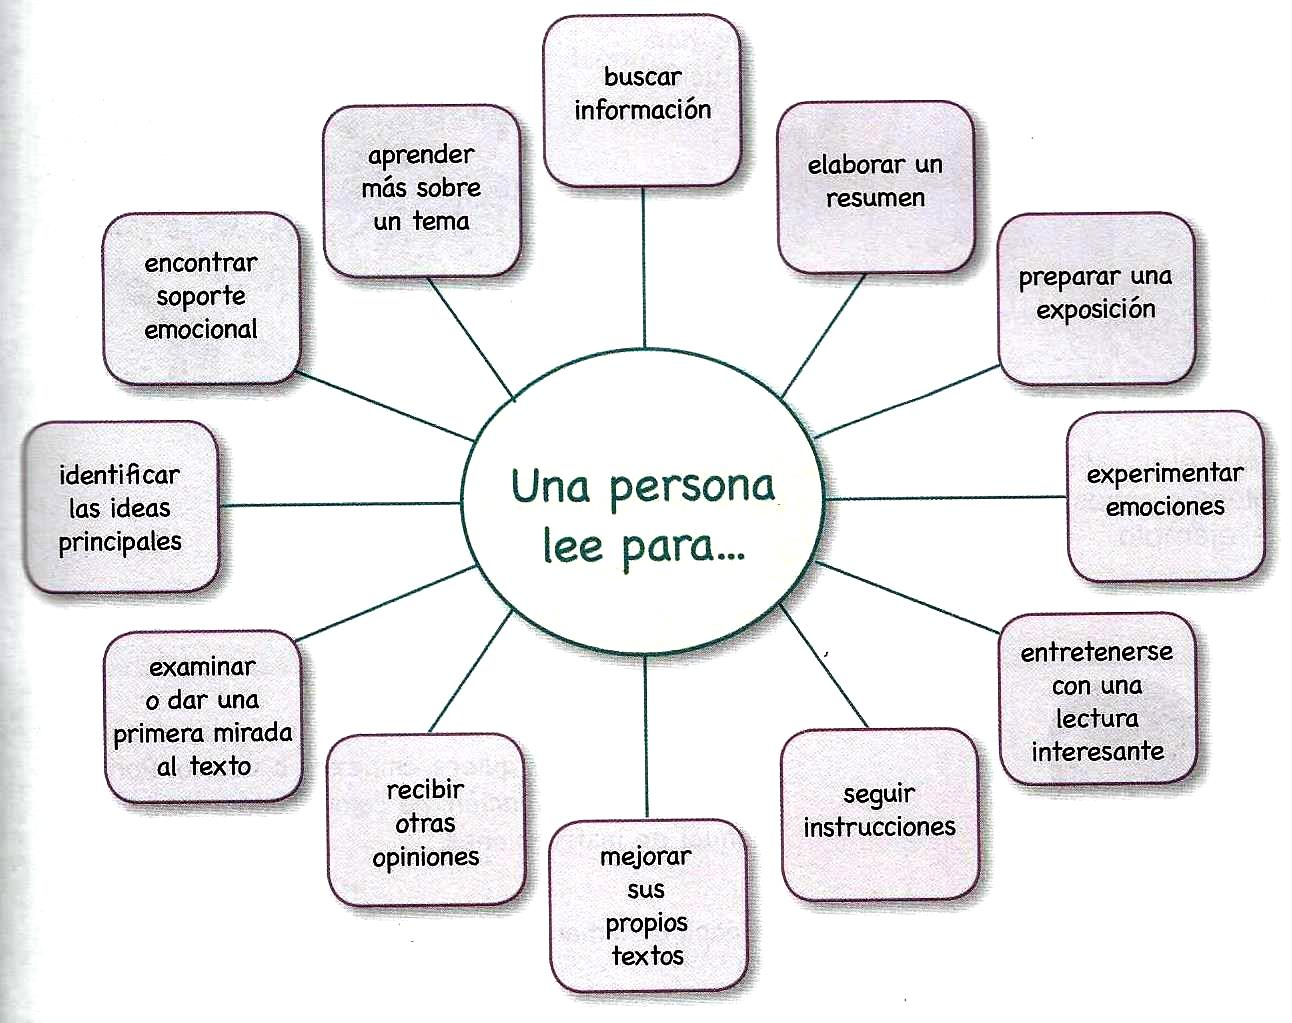 buscar
información
elaborar un
resumen
preparar una
exposición
experimentar
emociones
entretenerse
con una
lectura
interesante
seguir
instrucciones
mejorar
sus
propios
textos
recibir
otras
opiniones
examinar
o dar una
primera mirada
al texto
identificar
las ideas
principales
encontrar
soporte
emocional
aprender
más sobre
un tema
Una persona
lee para...